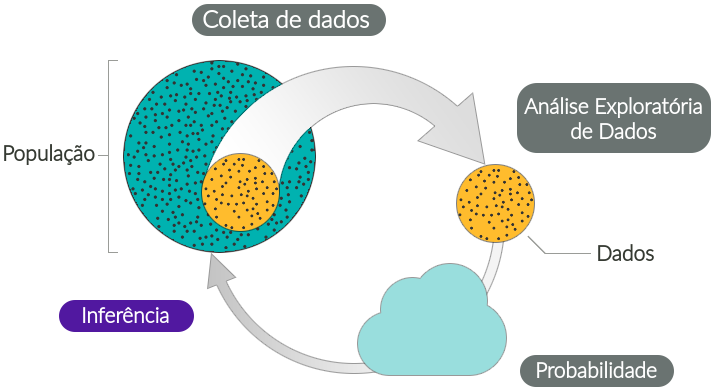 Coleta de dados
Análise Exploratória
de Dados
População
Dados
Inferência
Probabilidade